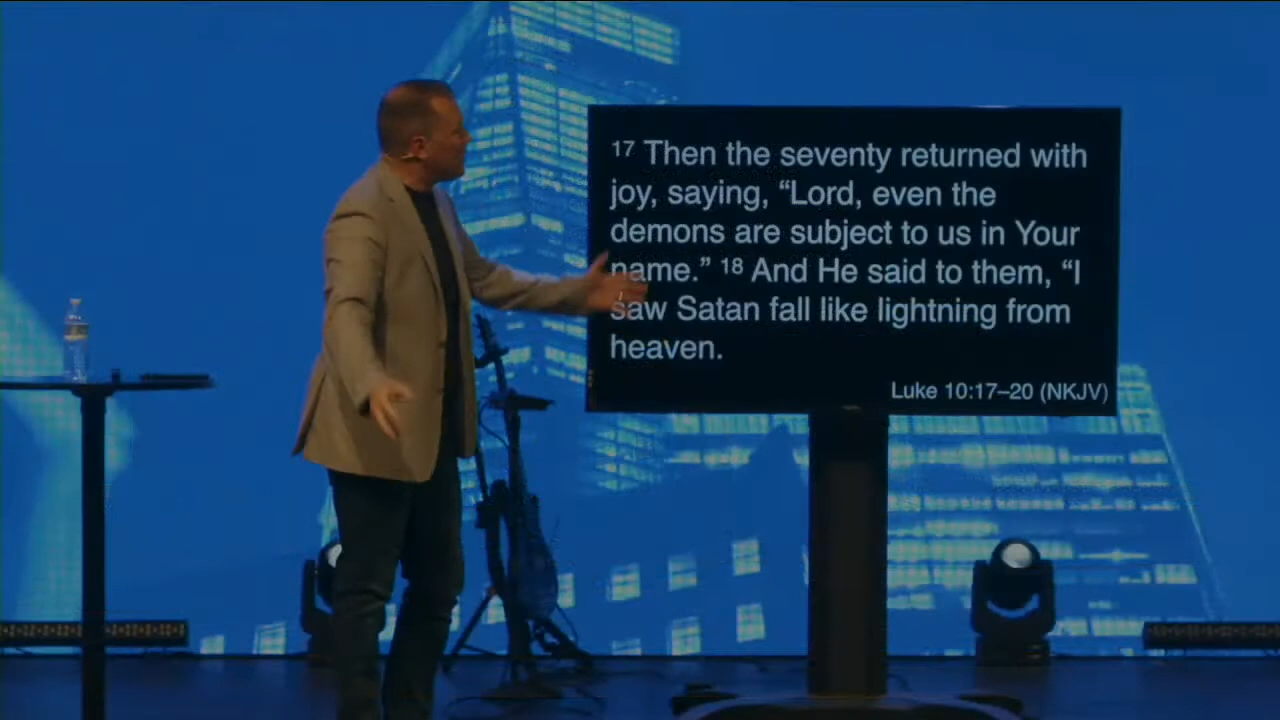 17 Then the seventy returned with
joy, saying, “Lord, even the
demons are subject to us in Your
name.” 18 And He said to them, “I
saw Satan fall like lightning from
heaven.
Luke 10:17–20 (NKJV)